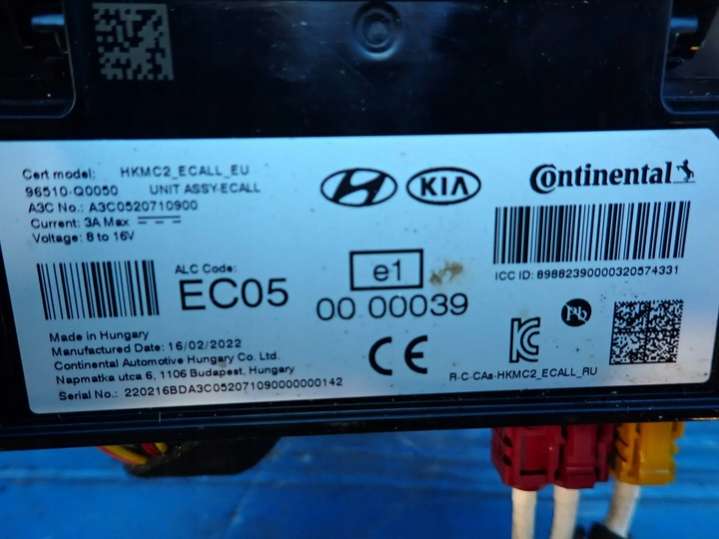 Cert model: HKMC2_ECALL_EU
96510-Q0050 UNIT ASSY-ECALL
A3C No.: A3C0520710900
Current: 3A Max
Voltage: 8 to 16V
KIA
Continental
ICC ID: 89882390000320574331
ALC Code:
EC05
e1
00 00039
Made in Hungary
Manufactured Date: 16/02/2022
Continental Automotive Hungary Co. Ltd.
Napmatka utca 6, 1106 Budapest, Hungary
Serial No.: 220216BDA3C0520710900000000142
CE
Pb
R-C-CAa-HKMC2_ECALL_RU